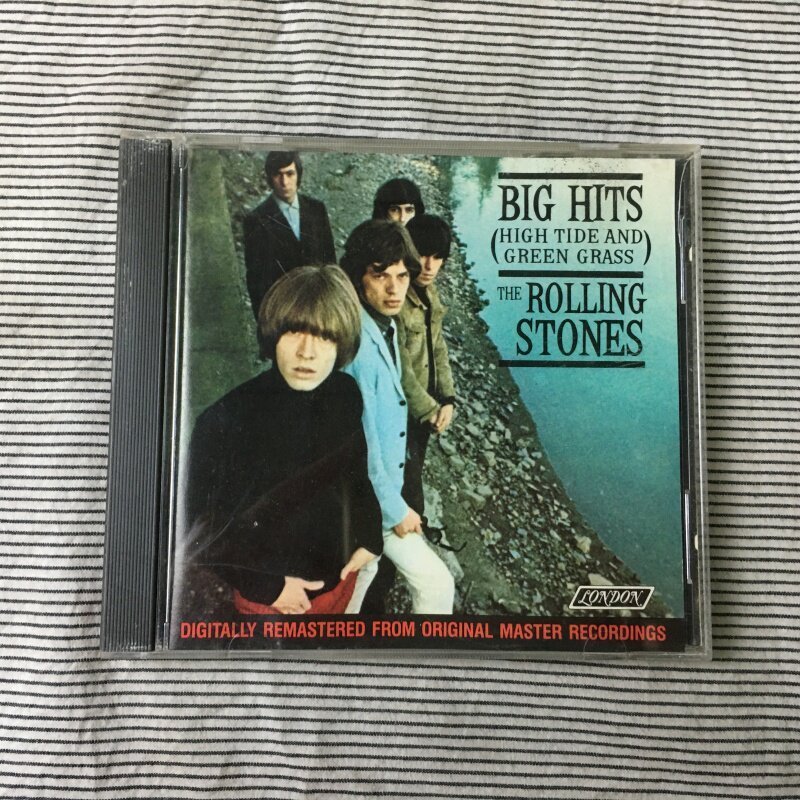 BIG HITS
(HIGH TIDE AND
GREEN GRASS)
THE ROLLING
STONES
LONDON
DIGITALLY REMASTERED FROM ORIGINAL MASTER RECORDINGS